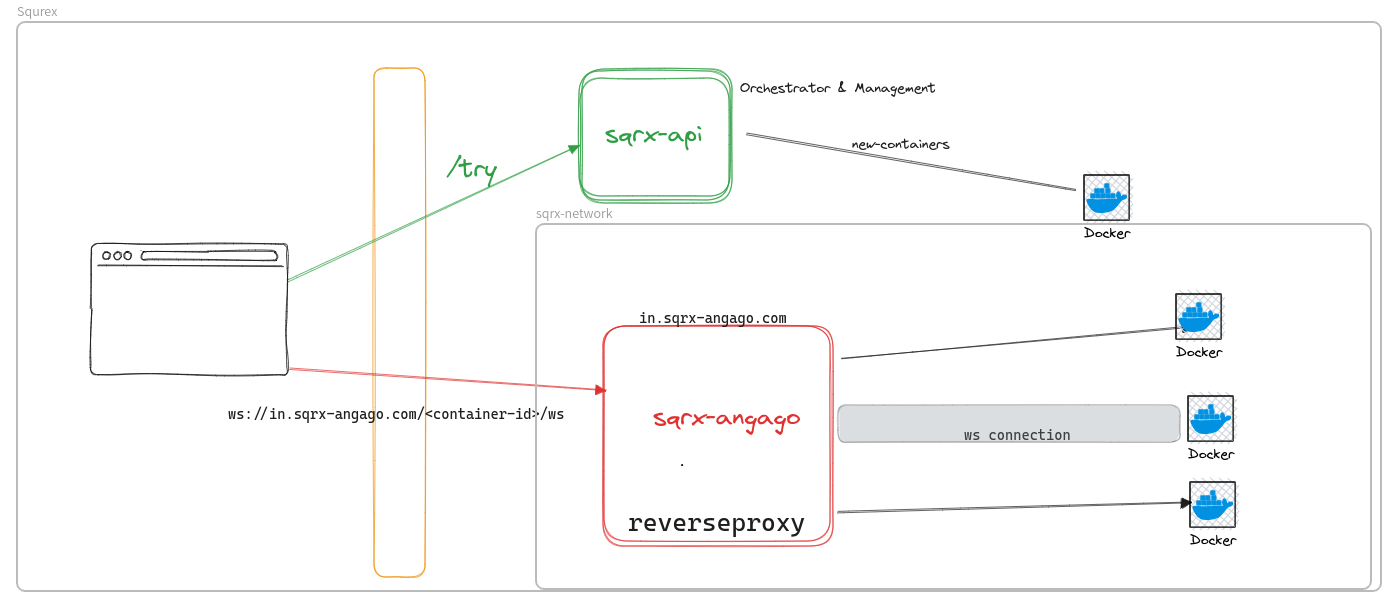 Squrex
Orchestrator & Management
sqrx-api
new-containers
/try
Docker
sqrx-network
in.sqrx-angago.com
Docker
ws://in.sqrx-angago.com/<container-id>/ws
sqrx-angago
ws connection
Docker
reverseproxy
Docker